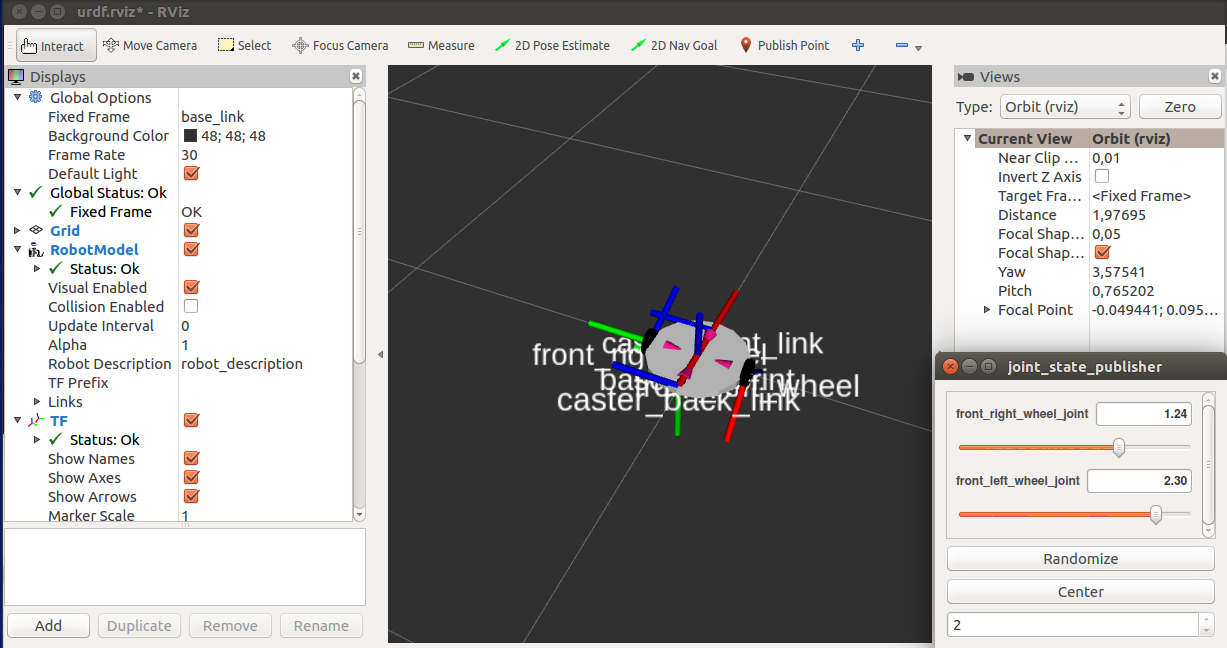 urdf.rviz* - RViz
Interact Move Camera Select Focus Camera Measure 2D Pose Estimate 2D Nav Goal Publish Point
Displays
Global Options
Fixed Frame base_link
Background Color 48; 48; 48
Frame Rate 30
Default Light
Global Status: Ok
Fixed Frame OK
Grid
RobotModel
Status: Ok
Visual Enabled
Collision Enabled
Update Interval 0
Alpha 1
Robot Description robot_description
TF Prefix
Links
TF
Status: Ok
Show Names
Show Axes
Show Arrows
Marker Scale 1
Add Duplicate Remove Rename
caster_back_link
Views
Type: Orbit (rviz) Zero
Current View Orbit (rviz)
Near Clip ... 0,01
Invert Z Axis
Target Fra... <Fixed Frame>
Distance 1,97695
Focal Shap... 0,05
Focal Shap...
Yaw 3,57541
Pitch 0,765202
Focal Point -0.049441; 0.095...
joint_state_publisher
front_right_wheel_joint 1.24
front_left_wheel_joint 2.30
Randomize
Center
2